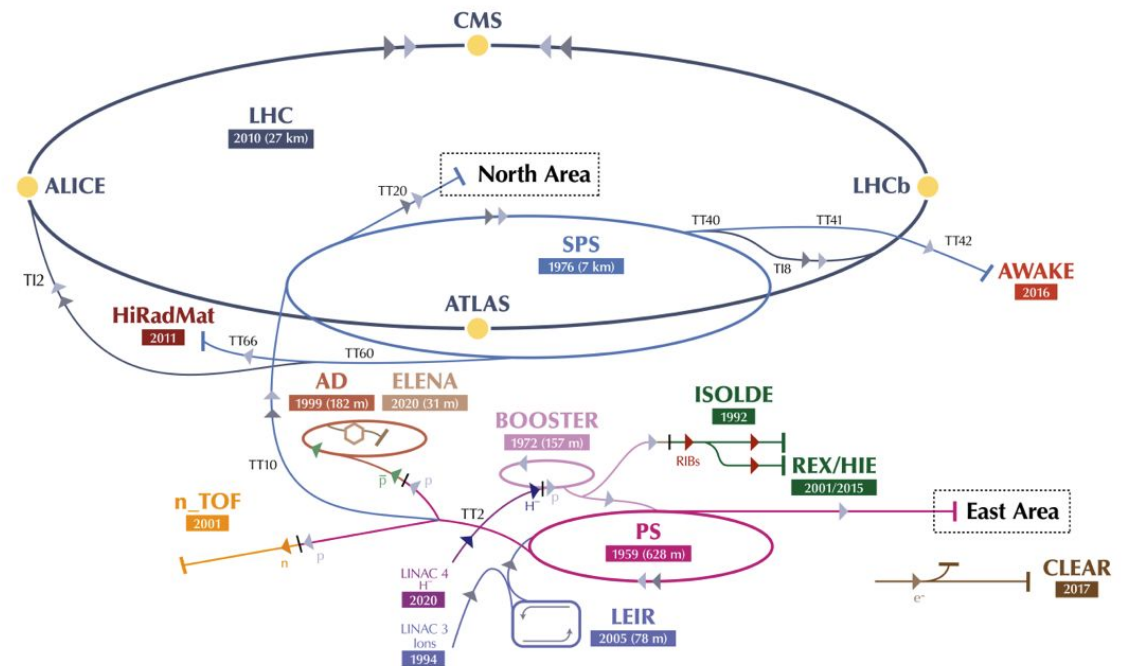 CMS
LHC
2010 (27 km)
North Area
ALICE
LHCb
TT20
TT40
TT41
SPS
1976 (7 km)
TT42
TI8
AWAKE
2016
TI2
ATLAS
HiRadMat
2011
TT66
TT60
AD
1999 (182 m)
ELENA
2020 (31 m)
ISOLDE
1992
BOOSTER
1972 (157 m)
RIBs
REX/HIE
2001/2015
TT10
p̅
p
H⁻
p
n_TOF
2001
TT2
East Area
PS
1959 (628 m)
n
p
LINAC 4
H⁻
2020
CLEAR
2017
e⁻
LEIR
2005 (78 m)
LINAC 3
Ions
1994